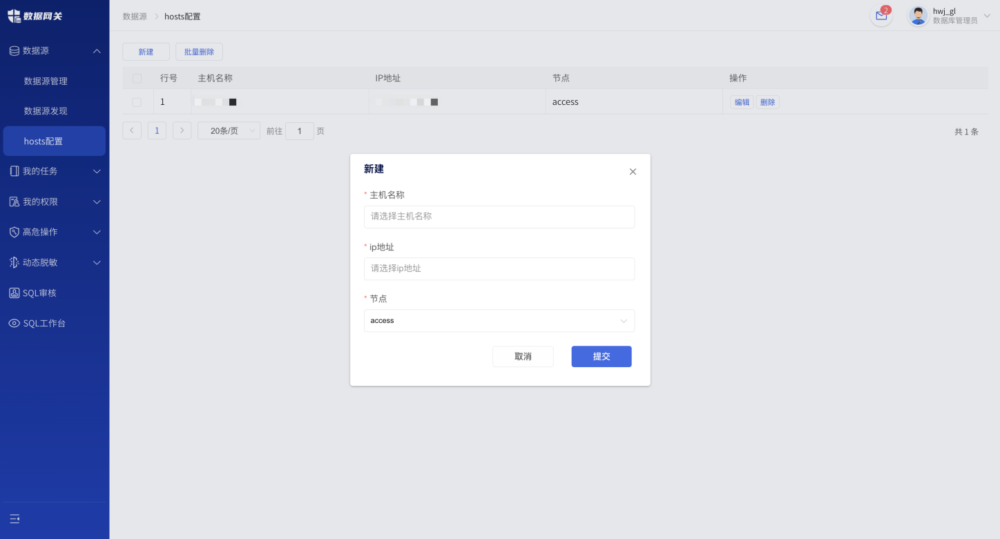 数据网关
数据源
数据源管理
数据源发现
hosts配置
我的任务
我的权限
高危操作
动态脱敏
SQL审核
SQL工作台
数据源 hosts配置
2
hwj_gl
数据库管理员
新建 批量删除
行号 主机名称 IP地址 节点 操作
1 access 编辑 删除
1 20条/页 前往 1 页 共 1 条
新建
* 主机名称
请选择主机名称
* ip地址
请选择ip地址
* 节点
access
取消 提交